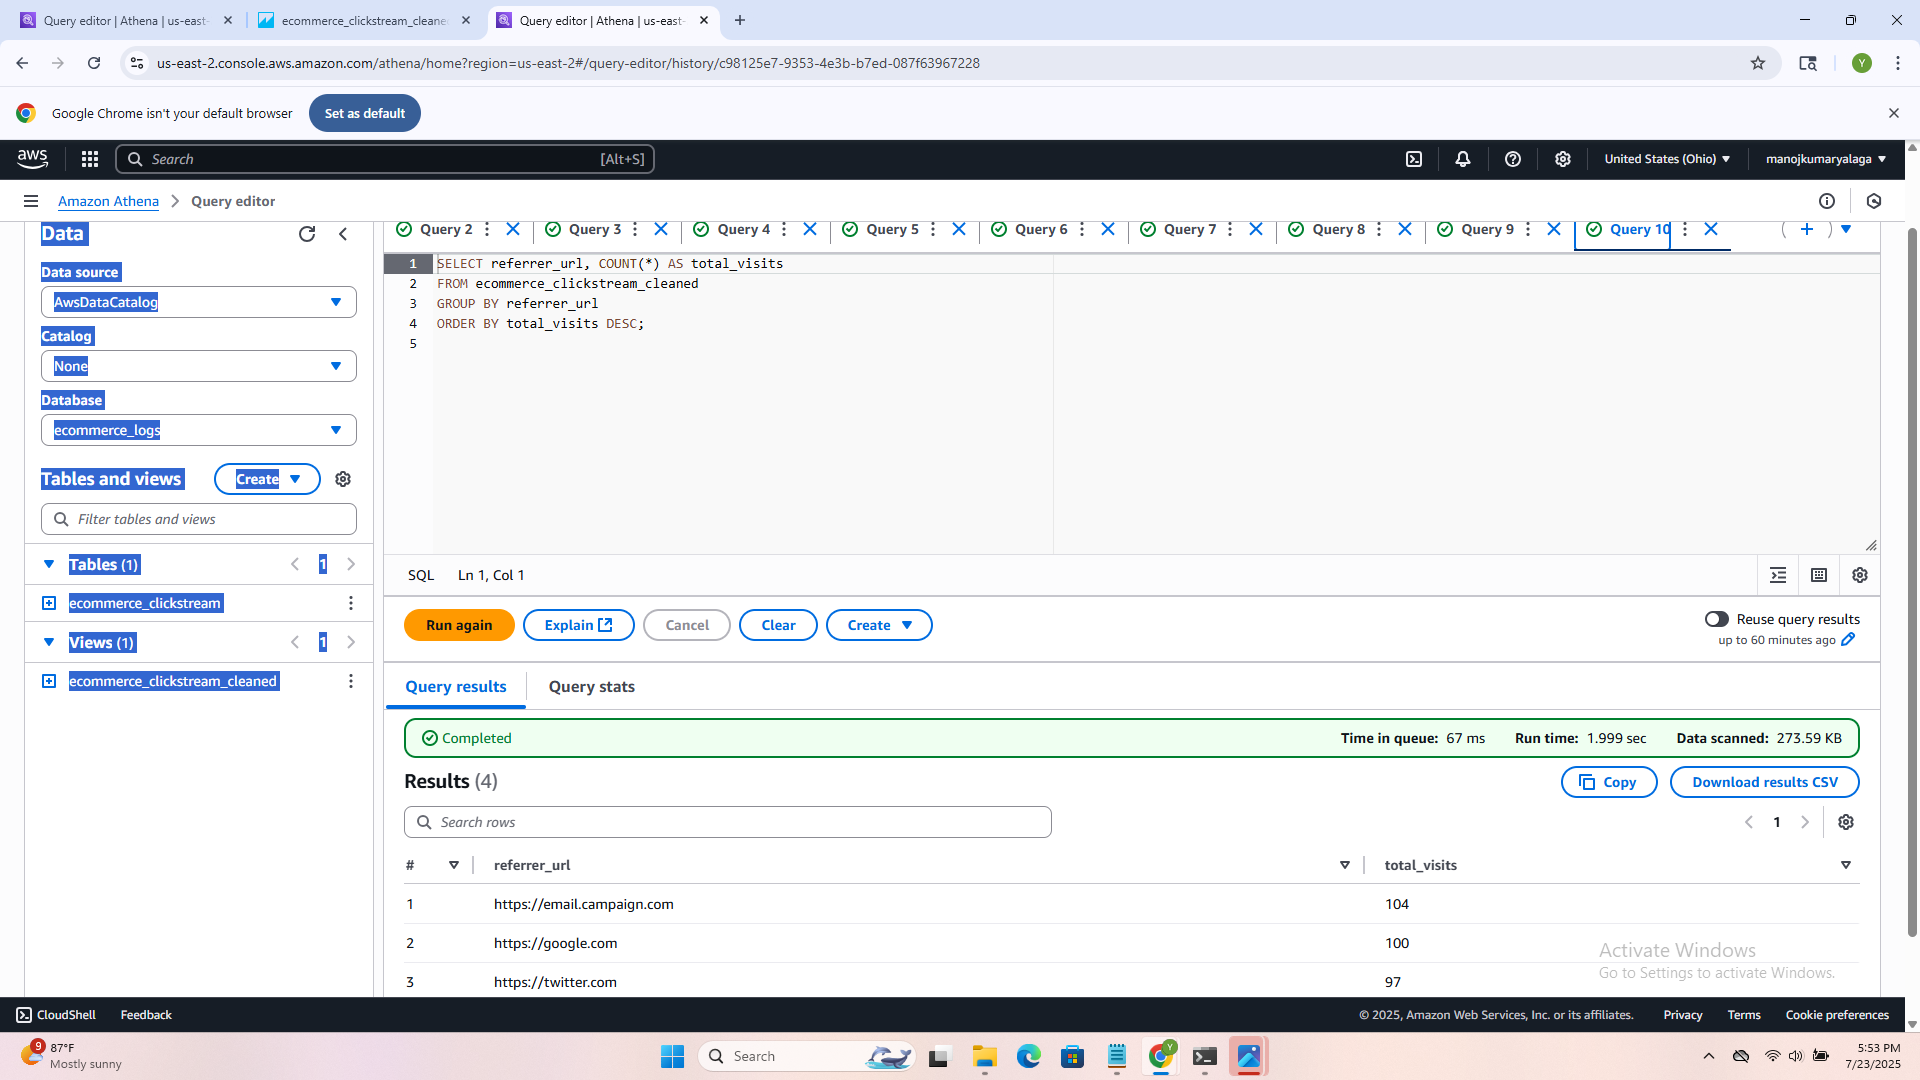 Query editor | Athena | us-east-
ecommerce_clickstream_cleane
Query editor | Athena | us-east-
us-east-2.console.aws.amazon.com/athena/home?region=us-east-2#/query-editor/history/c98125e7-9353-4e3b-b7ed-087f63967228
Y
Google Chrome isn't your default browser
Set as default
aws
Search
[Alt+S]
United States (Ohio)
manojkumaryalaga
Amazon Athena
Query editor
Data
Data source
AwsDataCatalog
Catalog
None
Database
ecommerce_logs
Tables and views
Create
Filter tables and views
Tables (1)
1
ecommerce_clickstream
Views (1)
1
ecommerce_clickstream_cleaned
Query 2
Query 3
Query 4
Query 5
Query 6
Query 7
Query 8
Query 9
Query 10
1 SELECT referrer_url, COUNT(*) AS total_visits
2 FROM ecommerce_clickstream_cleaned
3 GROUP BY referrer_url
4 ORDER BY total_visits DESC;
5
SQL Ln 1, Col 1
Run again
Explain
Cancel
Clear
Create
Reuse query results
up to 60 minutes ago
Query results
Query stats
Completed
Time in queue: 67 ms
Run time: 1.999 sec
Data scanned: 273.59 KB
Results (4)
Copy
Download results CSV
Search rows
1
# referrer_url total_visits
1 https://email.campaign.com 104
2 https://google.com 100
3 https://twitter.com 97
Activate Windows
Go to Settings to activate Windows.
CloudShell
Feedback
© 2025, Amazon Web Services, Inc. or its affiliates.
Privacy
Terms
Cookie preferences
9
87°F
Mostly sunny
Search
Y
5:53 PM
7/23/2025